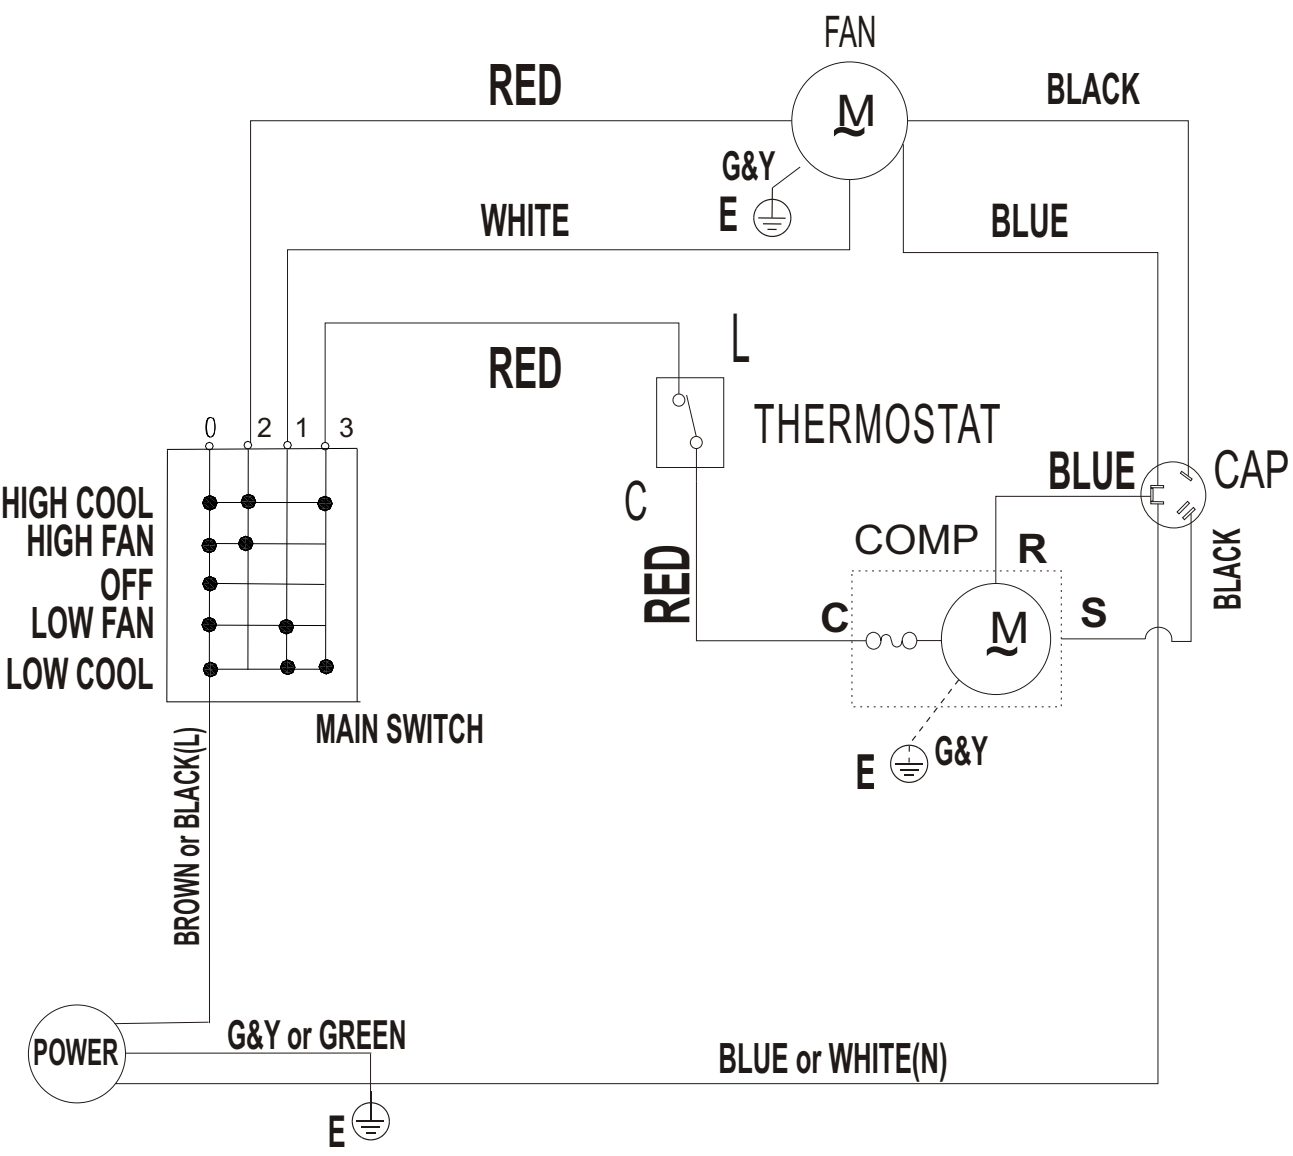 FAN
RED
BLACK
M
G&Y
E
WHITE
BLUE
L
RED
THERMOSTAT
0 2 1 3
C
BLUE
CAP
HIGH COOL
HIGH FAN
OFF
LOW FAN
LOW COOL
RED
COMP
R
BLACK
C
S
M
MAIN SWITCH
E
G&Y
BROWN or BLACK(L)
POWER
G&Y or GREEN
BLUE or WHITE(N)
E